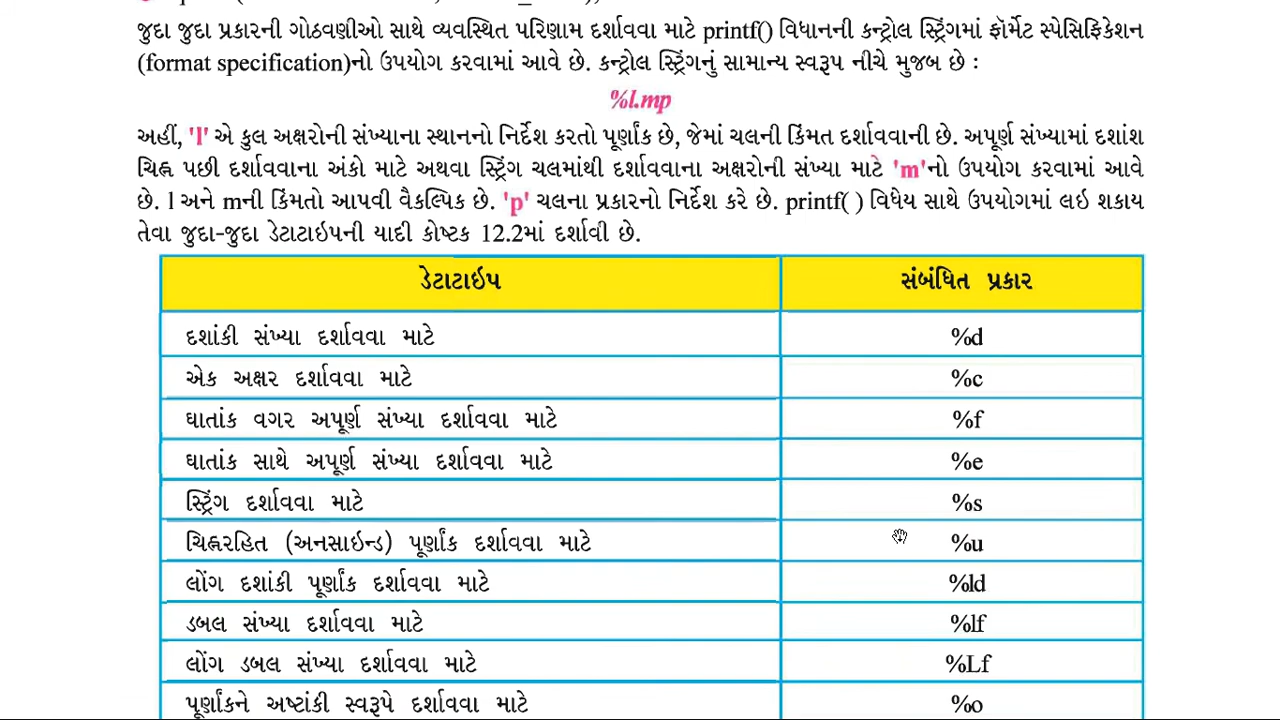 જુદા જુદા પ્રકારની ગોઠવણીઓ સાથે વ્યવસ્થિત પરિણામ દર્શાવવા માટે printf() વિધાનની કન્ટ્રોલ સ્ટ્રિંગમાં ફૉર્મેટ સ્પેસિફિકેશન
(format specification)નો ઉપયોગ કરવામાં આવે છે. કન્ટ્રોલ સ્ટ્રિંગનું સામાન્ય સ્વરૂપ નીચે મુજબ છે :
%l.mp
અહીં, 'l' એ કુલ અક્ષરોની સંખ્યાના સ્થાનનો નિર્દેશ કરતો પૂર્ણાંક છે, જેમાં ચલની કિંમત દર્શાવવાની છે. અપૂર્ણ સંખ્યામાં દશાંશ
ચિહ્ન પછી દર્શાવવાના અંકો માટે અથવા સ્ટ્રિંગ ચલમાંથી દર્શાવવાના અક્ષરોની સંખ્યા માટે 'm'નો ઉપયોગ કરવામાં આવે
છે. l અને mની કિંમતો આપવી વૈકલ્પિક છે. 'p' ચલના પ્રકારનો નિર્દેશ કરે છે. printf( ) વિધેય સાથે ઉપયોગમાં લઇ શકાય
તેવા જુદા-જુદા ડેટાટાઇપની યાદી કોષ્ટક 12.2માં દર્શાવી છે.
ડેટાટાઇપ સંબંધિત પ્રકાર
દશાંકી સંખ્યા દર્શાવવા માટે %d
એક અક્ષર દર્શાવવા માટે %c
ઘાતાંક વગર અપૂર્ણ સંખ્યા દર્શાવવા માટે %f
ઘાતાંક સાથે અપૂર્ણ સંખ્યા દર્શાવવા માટે %e
સ્ટ્રિંગ દર્શાવવા માટે %s
ચિહ્નરહિત (અનસાઇન્ડ) પૂર્ણાંક દર્શાવવા માટે %u
લોંગ દશાંકી પૂર્ણાંક દર્શાવવા માટે %ld
ડબલ સંખ્યા દર્શાવવા માટે %lf
લોંગ ડબલ સંખ્યા દર્શાવવા માટે %Lf
પૂર્ણાંકને અષ્ટાંકી સ્વરૂપે દર્શાવવા માટે %o